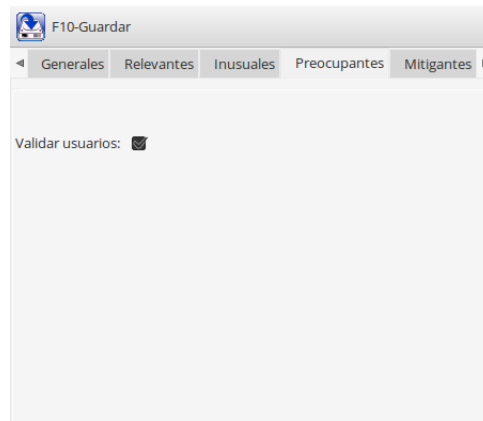 F10-Guardar
Generales Relevantes Inusuales Preocupantes Mitigantes
Validar usuarios: